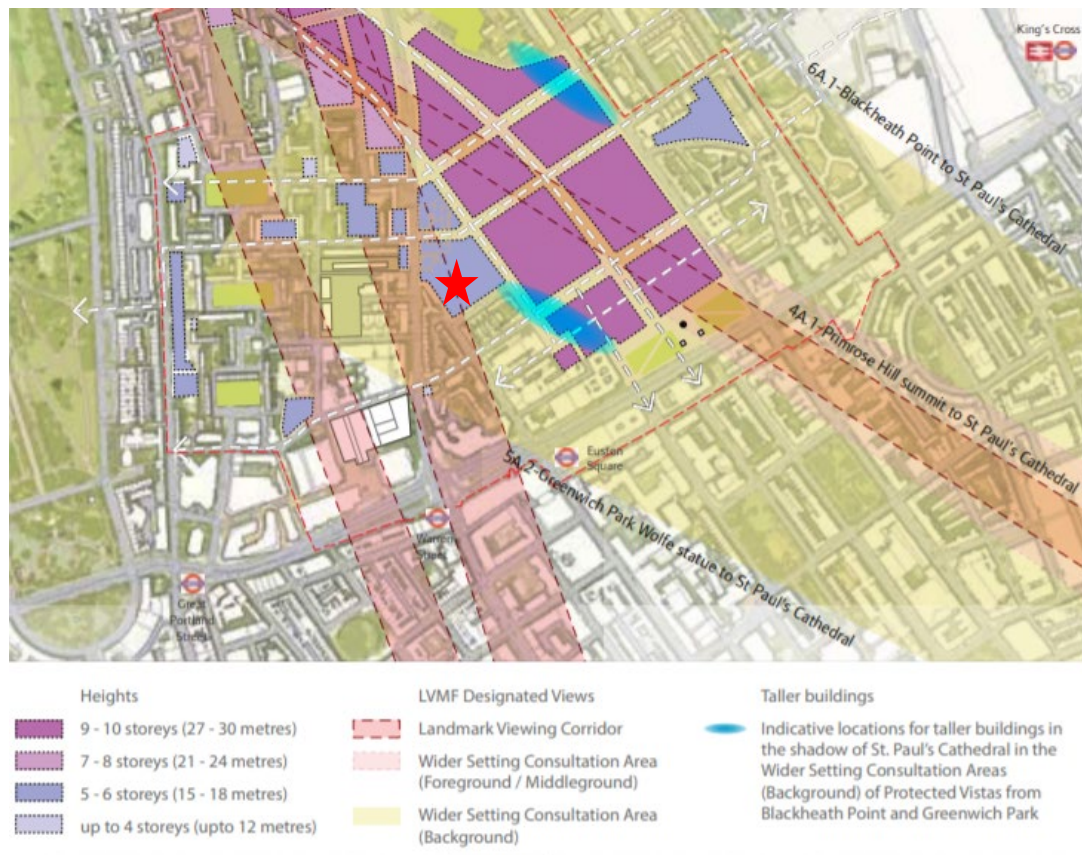 King's Cross
6A.1-Blackheath Point to St Paul's Cathedral
4A.1-Primrose Hill summit to St Paul's Cathedral
Euston
Square
5A.2-Greenwich Park Wolfe statue to St Paul's Cathedral
Warren
Street
Great
Portland
Street
Heights
9 - 10 storeys (27 - 30 metres)
7 - 8 storeys (21 - 24 metres)
5 - 6 storeys (15 - 18 metres)
up to 4 storeys (upto 12 metres)
LVMF Designated Views
Landmark Viewing Corridor
Wider Setting Consultation Area
(Foreground / Middleground)
Wider Setting Consultation Area
(Background)
Taller buildings
Indicative locations for taller buildings in
the shadow of St. Paul's Cathedral in the
Wider Setting Consultation Areas
(Background) of Protected Vistas from
Blackheath Point and Greenwich Park